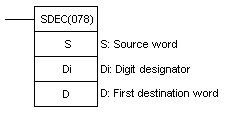 SDEC(078)
S S: Source word
Di Di: Digit designator
D D: First destination word